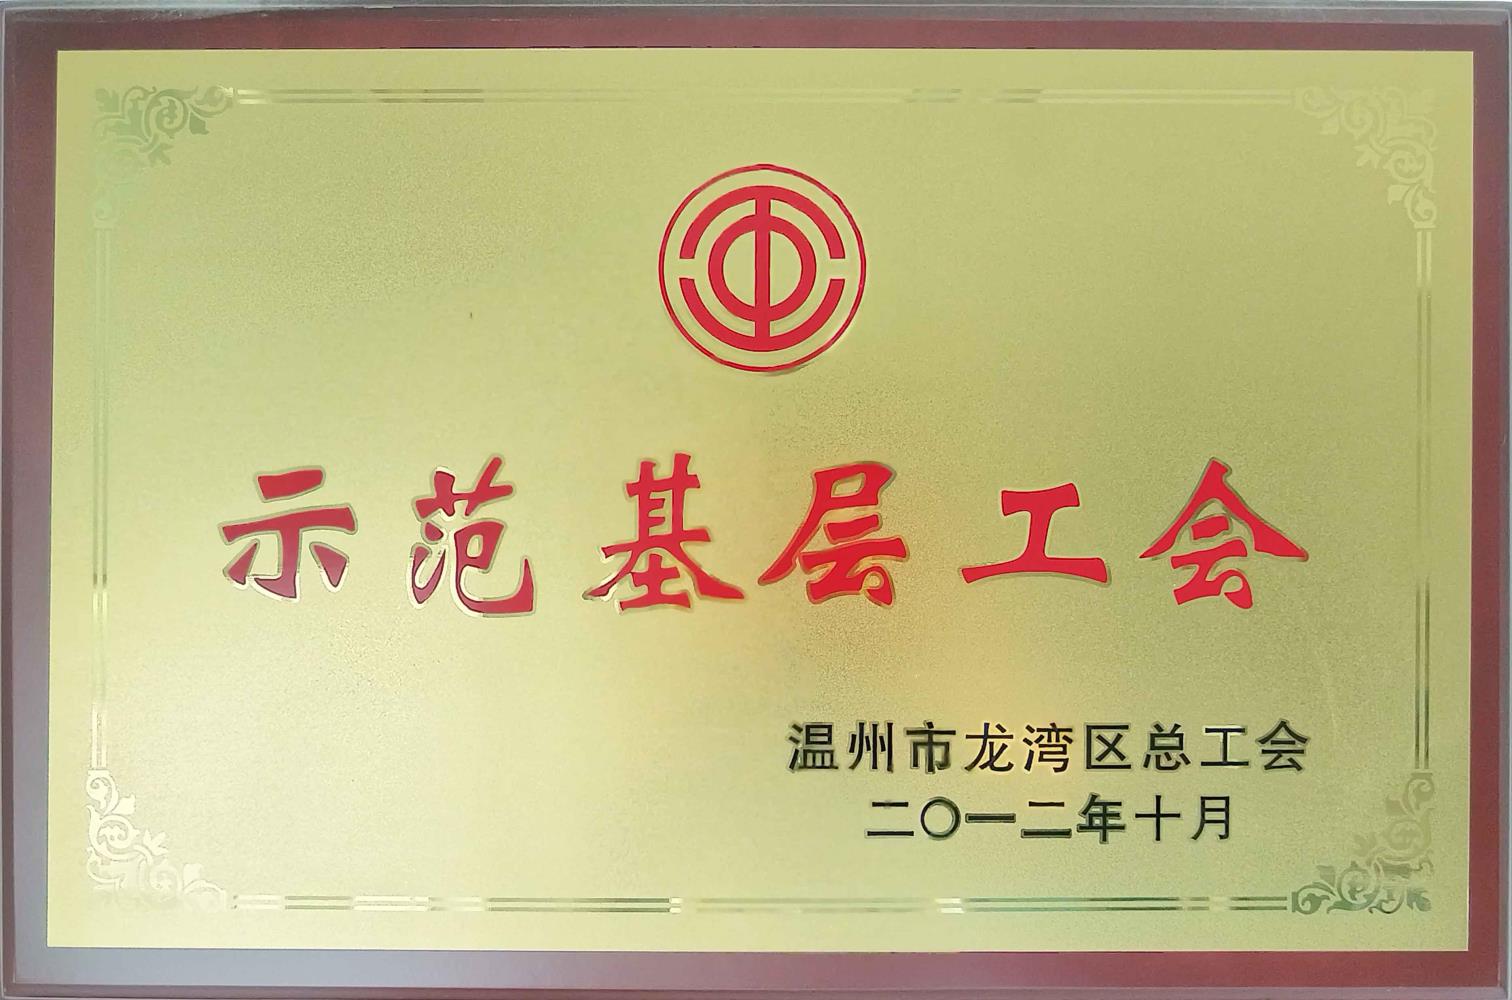 示范基层工会
温州市龙湾区总工会
二〇一二年十月